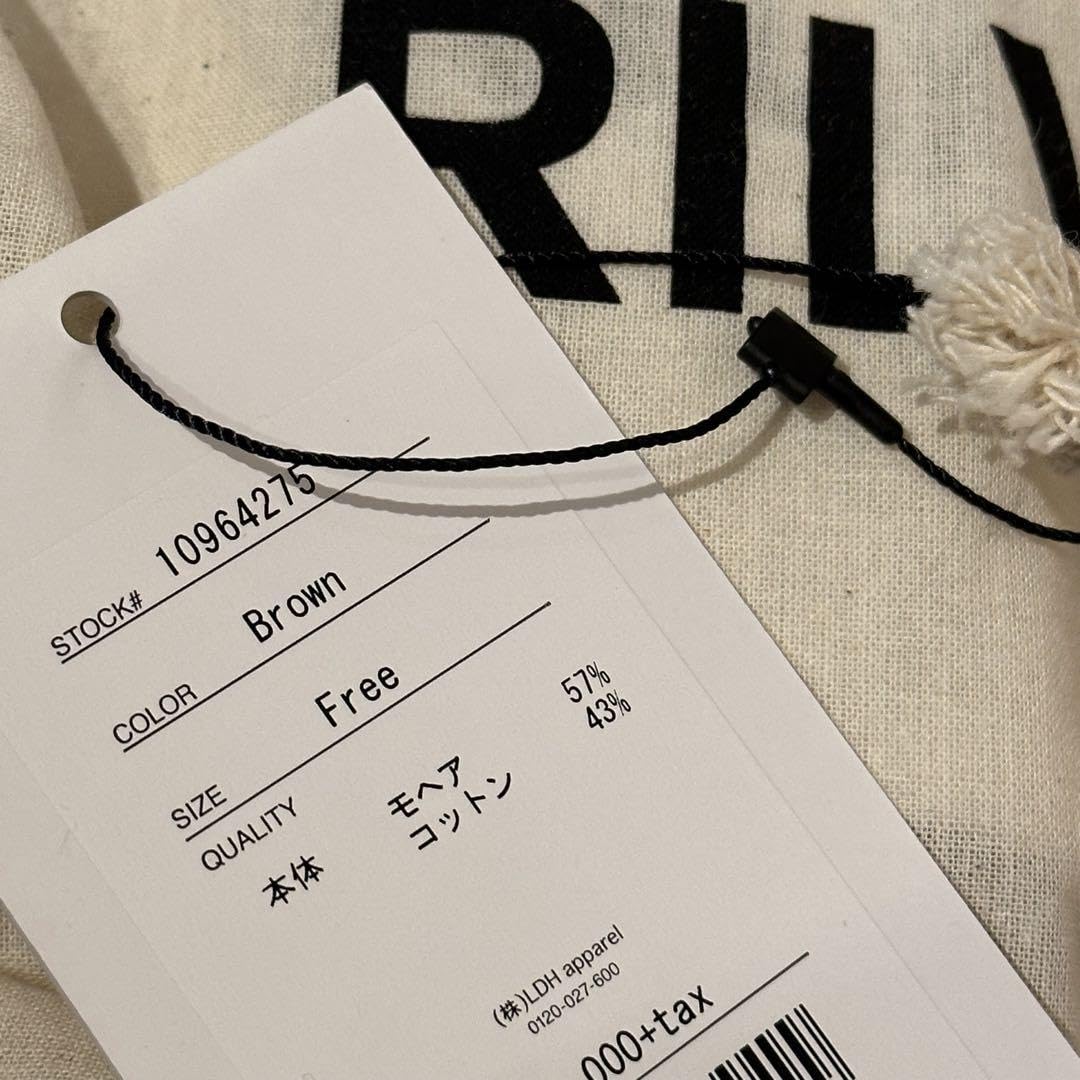 RIL
STOCK# 10964275
COLOR Brown
SIZE Free
QUALITY
本体 モヘア 57%
コットン 43%
(株)LDH apparel
0120-027-600
000+tax